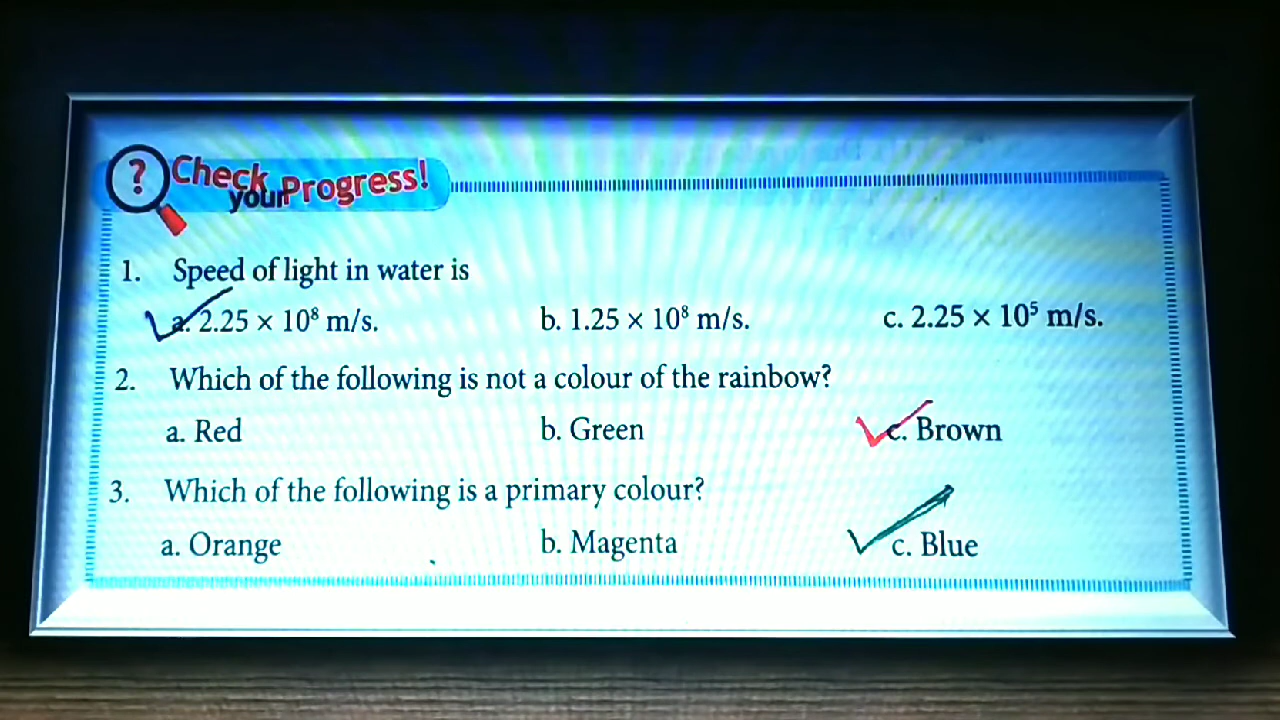 ? Check your Progress!
1. Speed of light in water is
a. 2.25 × 10⁸ m/s. b. 1.25 × 10⁸ m/s. c. 2.25 × 10⁵ m/s.
2. Which of the following is not a colour of the rainbow?
a. Red b. Green c. Brown
3. Which of the following is a primary colour?
a. Orange b. Magenta c. Blue